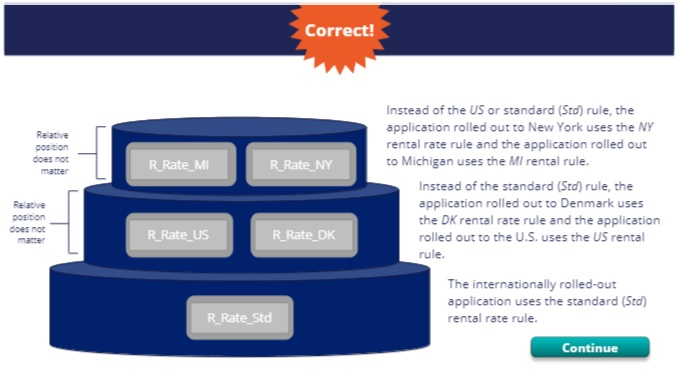 Correct!
Relative
position
does not
matter
R_Rate_MI
R_Rate_NY
Instead of the US or standard (Std) rule, the
application rolled out to New York uses the NY
rental rate rule and the application rolled out
to Michigan uses the MI rental rule.
Relative
position
does not
matter
R_Rate_US
R_Rate_DK
Instead of the standard (Std) rule, the
application rolled out to Denmark uses
the DK rental rate rule and the application
rolled out to the U.S. uses the US rental
rule.
R_Rate_Std
The internationally rolled-out
application uses the standard (Std)
rental rate rule.
Continue